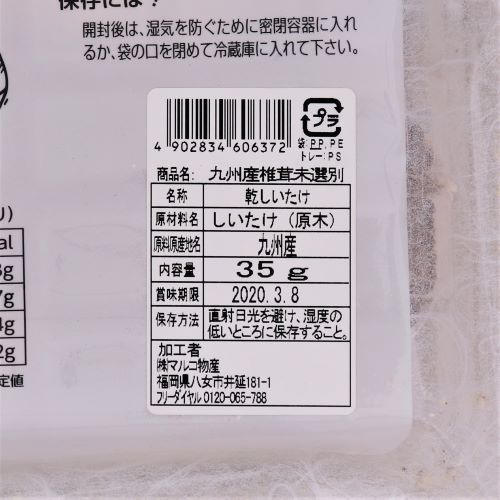 保存には？
開封後は、湿気を防ぐために密閉容器に入れ
るか、袋の口を閉めて冷蔵庫に入れて下さい。
4 902834 606372
プラ
袋:P.P,PE
トレー:PS
商品名: 九州産椎茸未選別
名称 乾しいたけ
原材料名 しいたけ（原木）
原料原産地名 九州産
内容量 35g
賞味期限 2020.3.8
保存方法 直射日光を避け、湿度の
低いところに保存すること。
加工者
㈱マルコ物産
福岡県八女市井延181-1
フリーダイヤル 0120-065-788